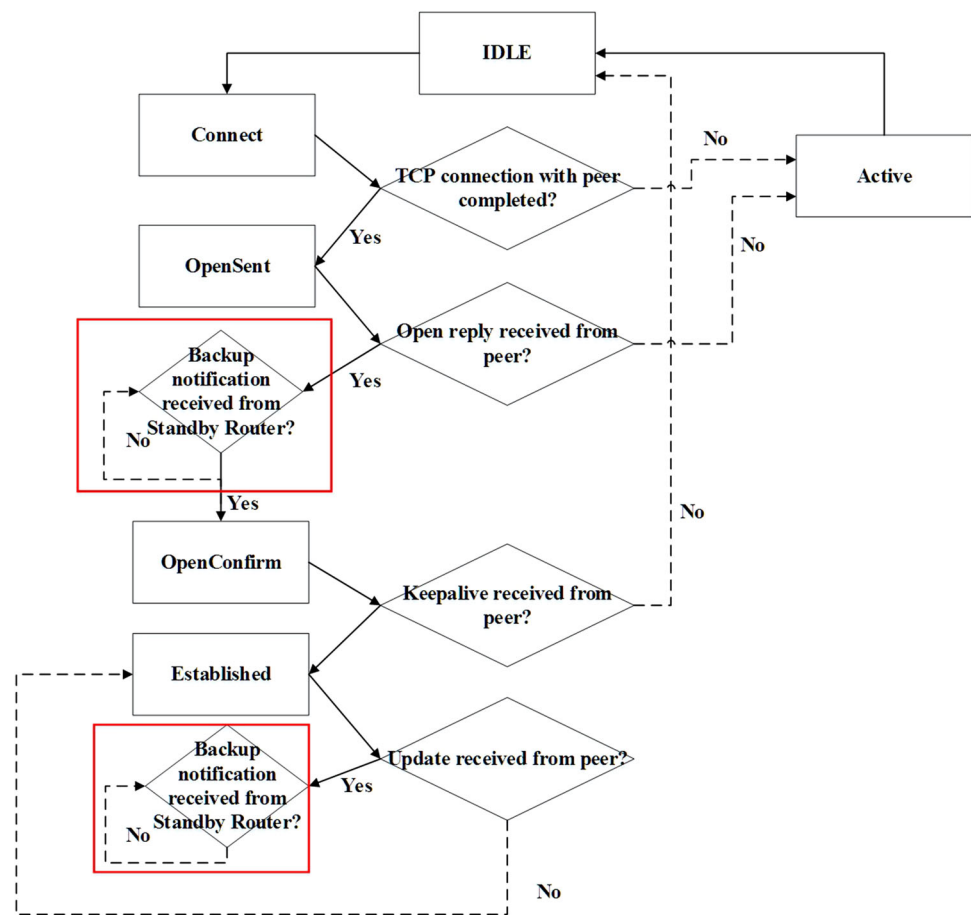 IDLE
Connect
No
TCP connection with peer
completed?
Active
Yes
No
OpenSent
Open reply received from
peer?
Backup
notification
received from
Standby Router?
Yes
No
Yes
No
OpenConfirm
Keepalive received from
peer?
Established
Backup
notification
received from
Standby Router?
Update received from peer?
Yes
No
No